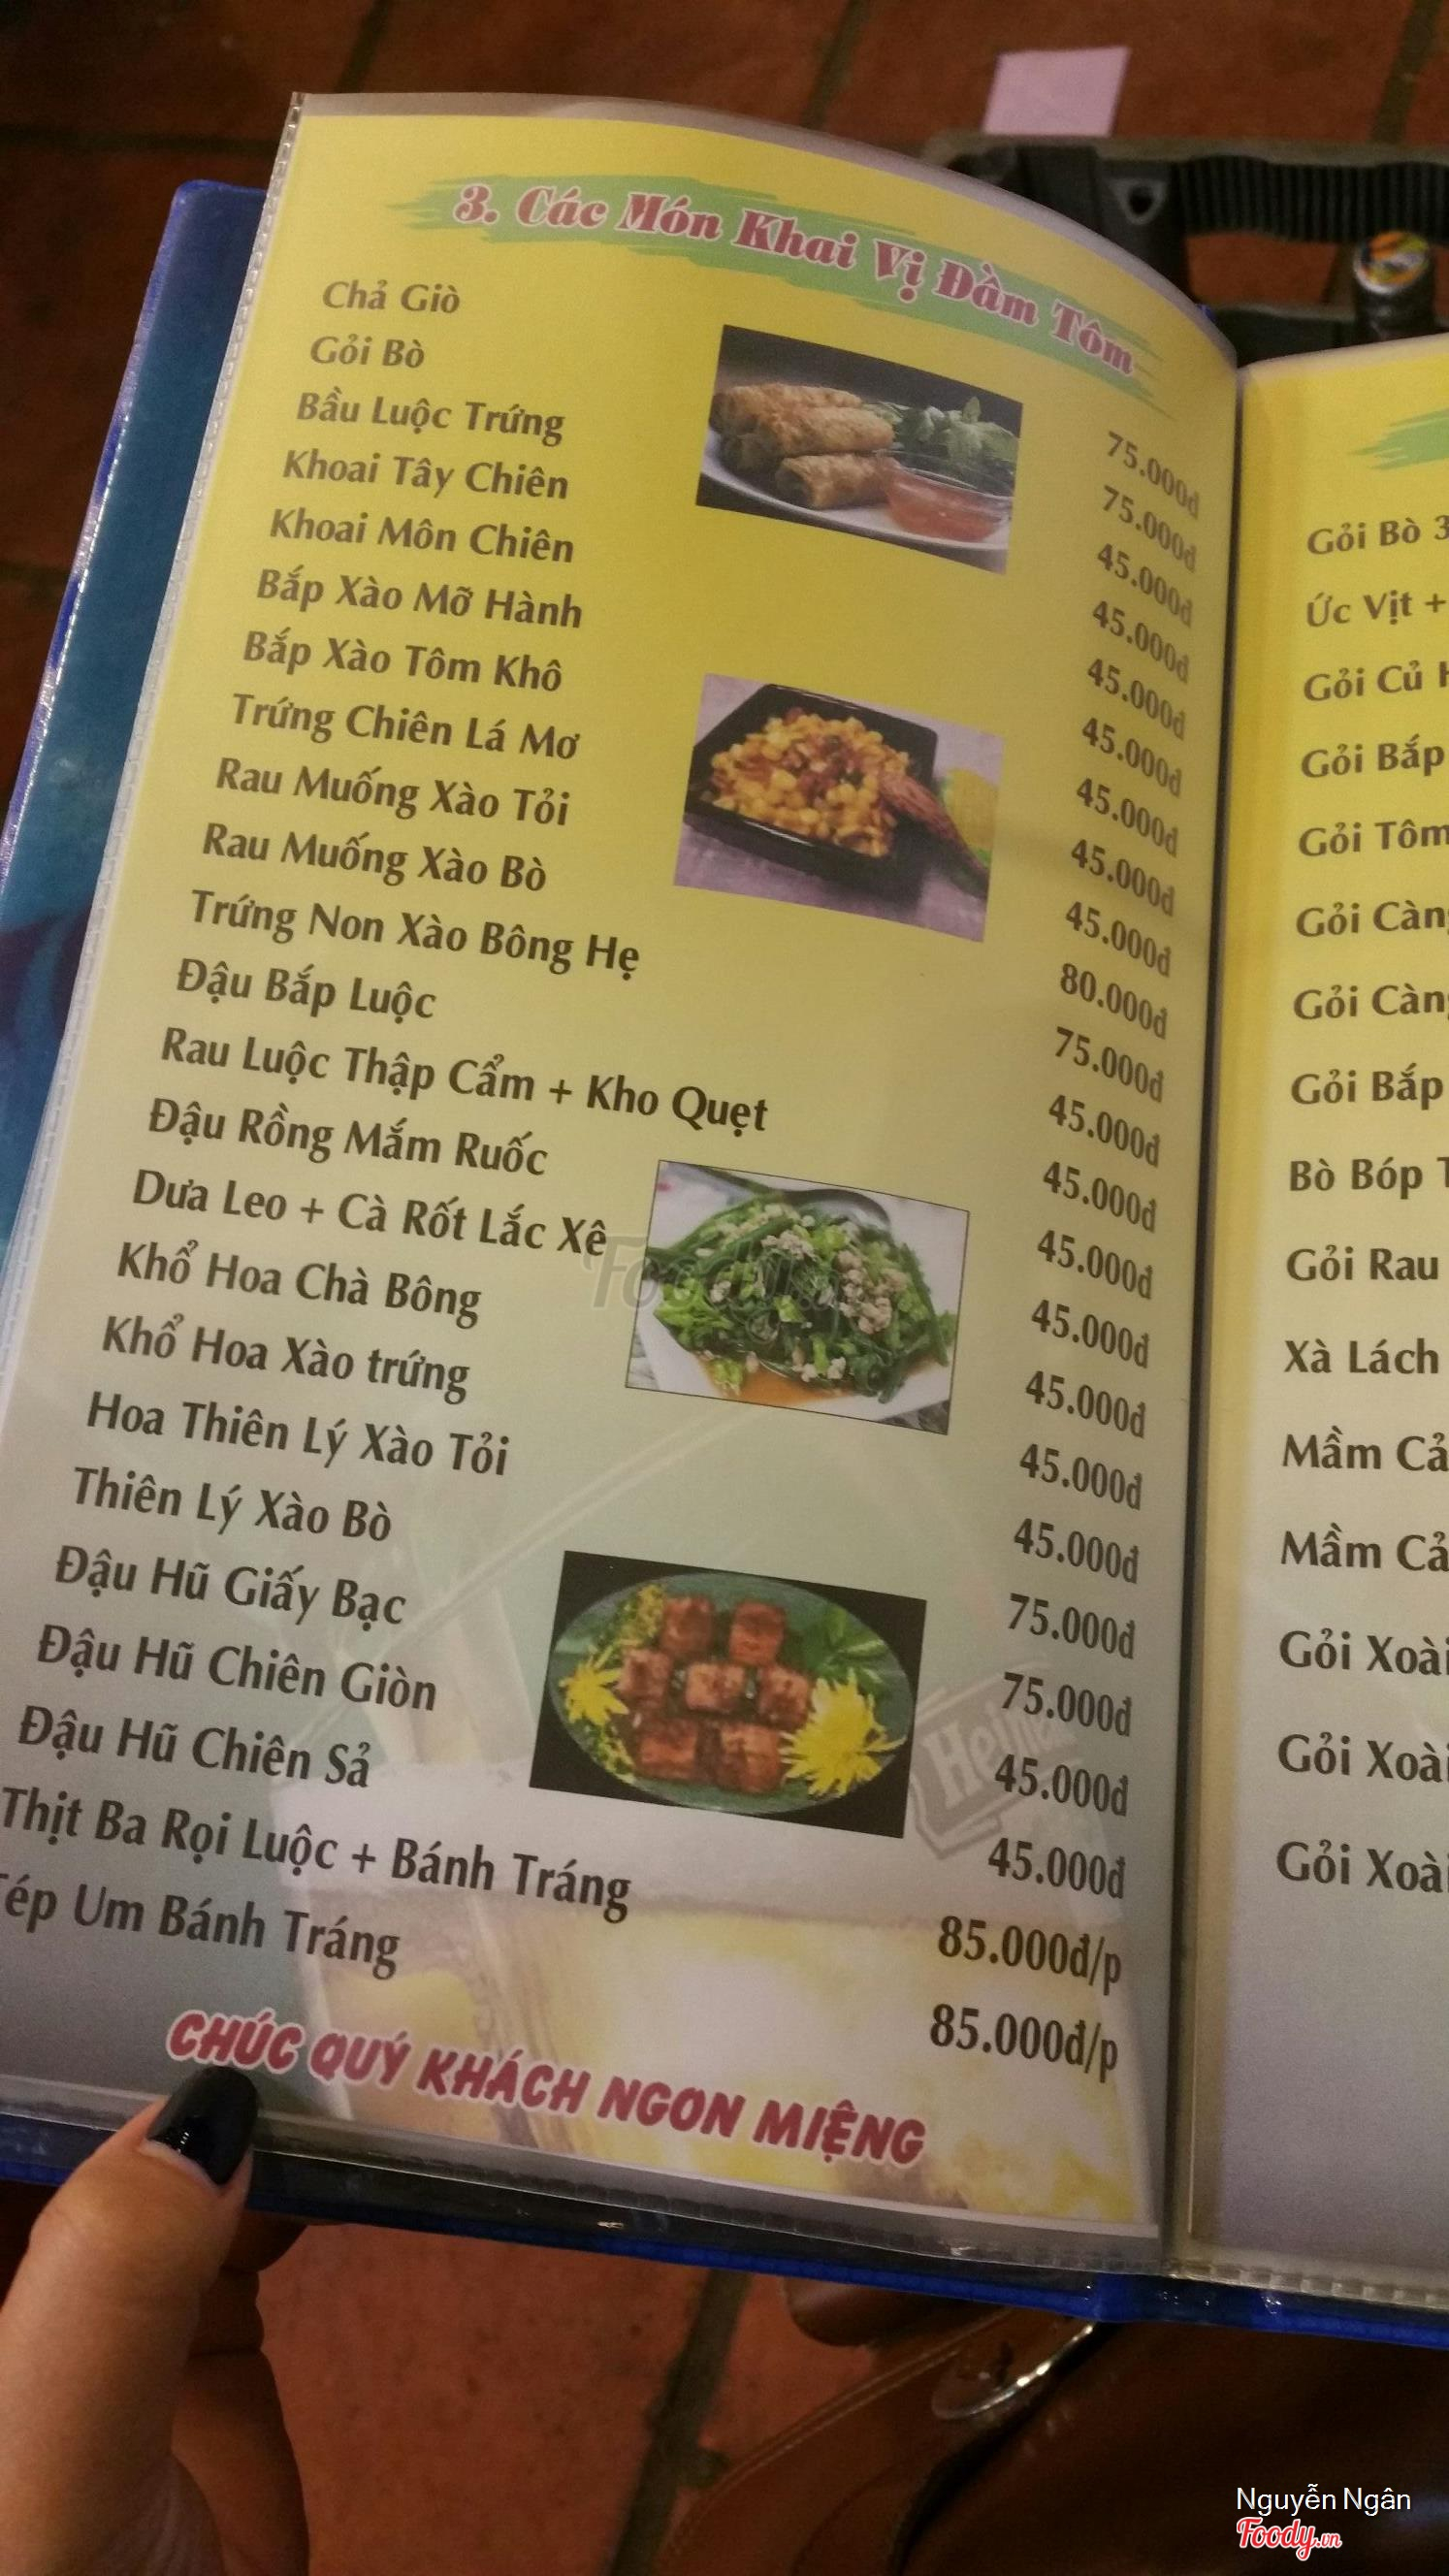 3. Các Món Khai Vị Đầm Tôm
Chả Giò 75.000đ
Gỏi Bò 75.000đ
Bầu Luộc Trứng 45.000đ
Khoai Tây Chiên 45.000đ
Khoai Môn Chiên 45.000đ
Bắp Xào Mỡ Hành 45.000đ
Bắp Xào Tôm Khô 45.000đ
Trứng Chiên Lá Mơ 45.000đ
Rau Muống Xào Tỏi 45.000đ
Rau Muống Xào Bò 80.000đ
Trứng Non Xào Bông Hẹ 75.000đ
Đậu Bắp Luộc 45.000đ
Rau Luộc Thập Cẩm + Kho Quẹt 45.000đ
Đậu Rồng Mắm Ruốc 45.000đ
Dưa Leo + Cà Rốt Lắc Xê 45.000đ
Khổ Hoa Chà Bông 45.000đ
Khổ Hoa Xào trứng 45.000đ
Hoa Thiên Lý Xào Tỏi 45.000đ
Thiên Lý Xào Bò 75.000đ
Đậu Hũ Giấy Bạc 75.000đ
Đậu Hũ Chiên Giòn 45.000đ
Đậu Hũ Chiên Sả 45.000đ
Thịt Ba Rọi Luộc + Bánh Tráng 85.000đ/p
Tép Um Bánh Tráng 85.000đ/p
CHÚC QUÝ KHÁCH NGON MIỆNG
Gỏi Bò 3
Ức Vịt +
Gỏi Củ
Gỏi Bắp
Gỏi Tôm
Gỏi
Gỏi
Gỏi Bắp
Bò Bóp
Gỏi Rau
Xà Lách
Mầm
Mầm
Gỏi Xoài
Gỏi Xoài
Gỏi Xoài
Nguyễn Ngân
Foody.vn